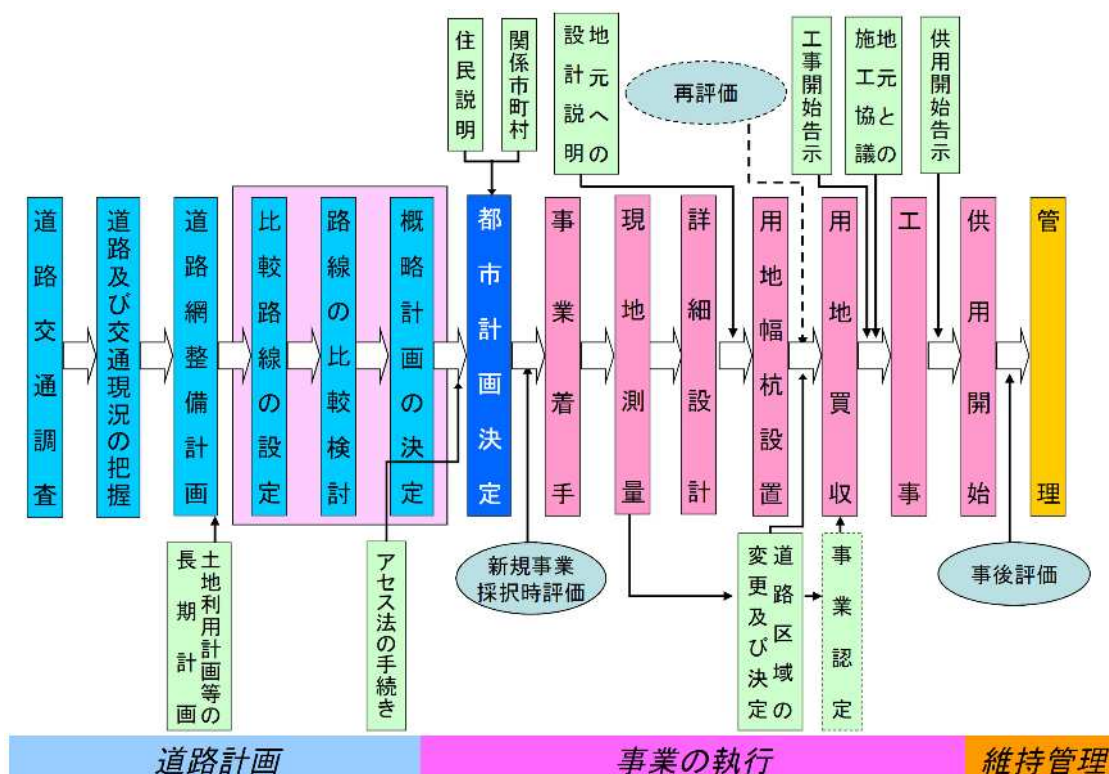 住民説明
関係市町村
地元への
設計説明
再評価
工事開始告示
地元との
施工協議
供用開始告示
道路交通調査
道路及び交通現況の把握
道路網整備計画
比較路線の設定
路線の比較検討
概略計画の決定
都市計画決定
事業着手
現地測量
詳細設計
用地幅杭設置
用地買収
工事
供用開始
管理
土地利用計画等の
長期計画
アセス法の手続き
新規事業
採択時評価
道路区域の
変更及び決定
事業認定
事後評価
道路計画
事業の執行
維持管理